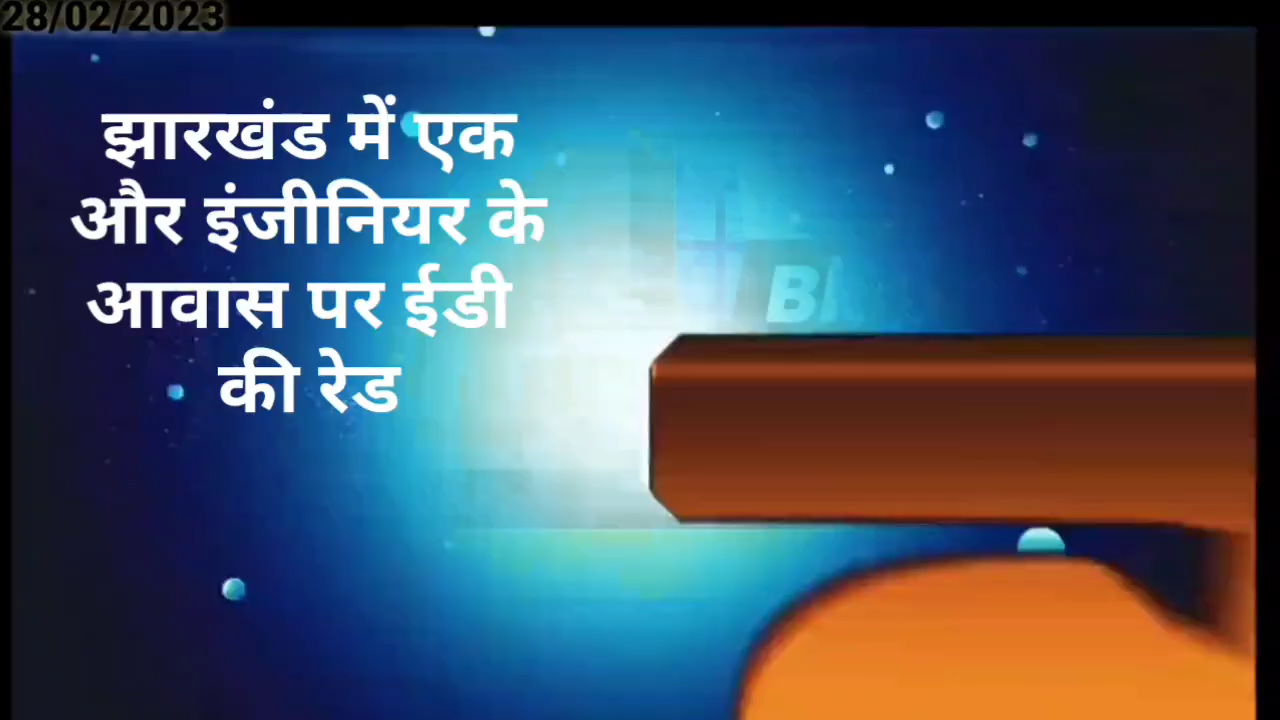 28/02/2023
झारखंड में एक
और इंजीनियर के
आवास पर ईडी
की रेड